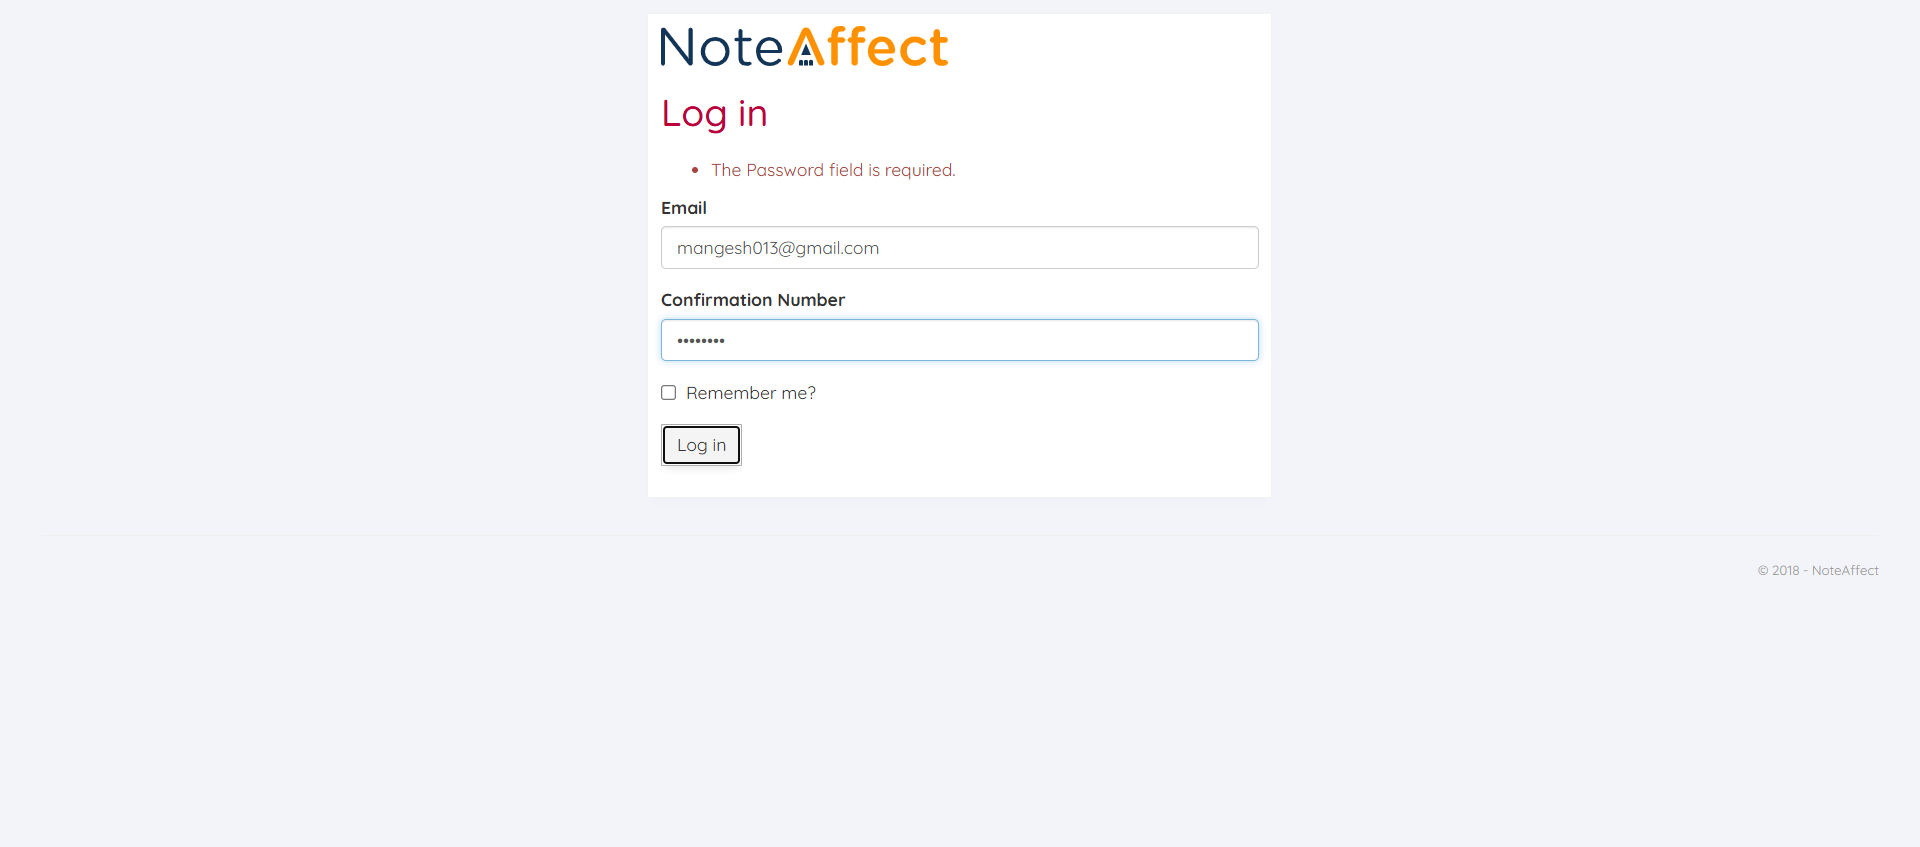 NoteAffect
Log in
The Password field is required.
Email
mangesh013@gmail.com
Confirmation Number
••••••••
Remember me?
Log in
© 2018 - NoteAffect